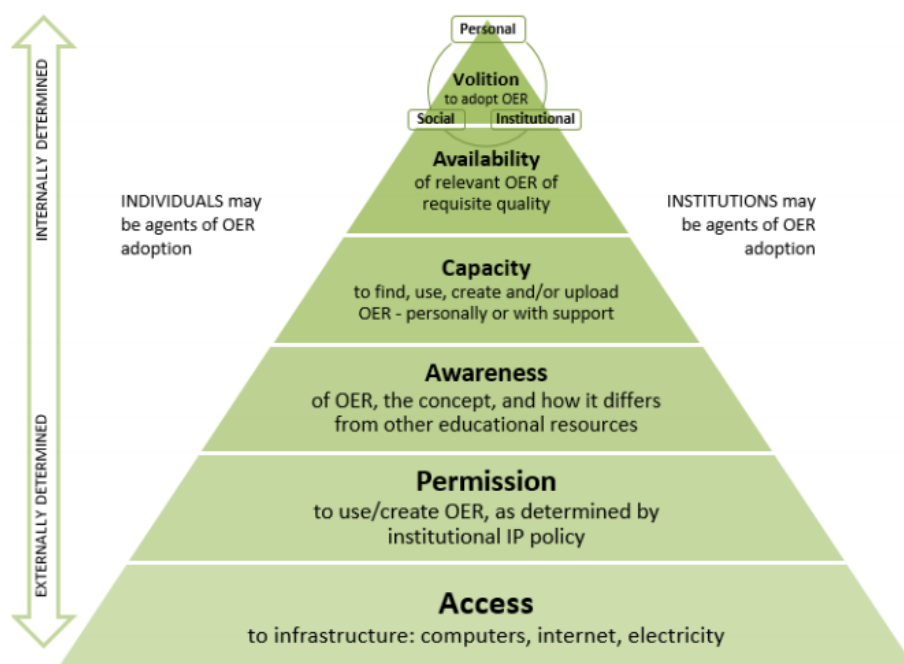 Personal
Volition
to adopt OER
Social
Institutional
Availability
of relevant OER of
requisite quality
INDIVIDUALS may
be agents of OER
adoption
INSTITUTIONS may
be agents of OER
adoption
INTERNALLY DETERMINED
Capacity
to find, use, create and/or upload
OER - personally or with support
Awareness
of OER, the concept, and how it differs
from other educational resources
EXTERNALLY DETERMINED
Permission
to use/create OER, as determined by
institutional IP policy
Access
to infrastructure: computers, internet, electricity